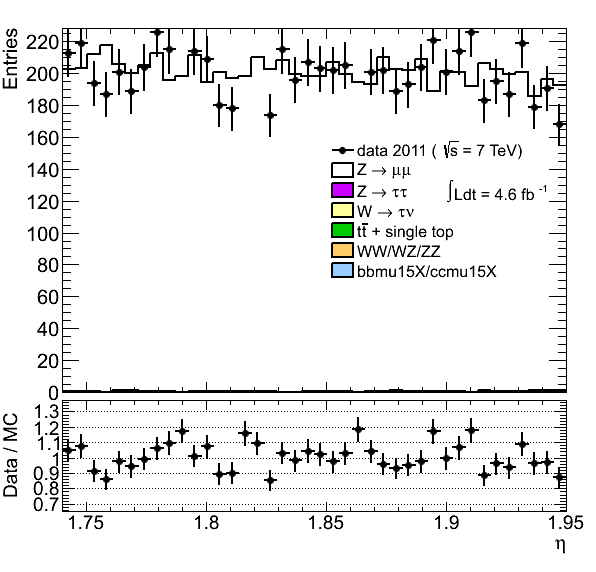 Entries
220
200
180
160
140
120
100
80
60
40
20
0
data 2011 ( √s = 7 TeV)
Z → μμ
Z → ττ
∫Ldt = 4.6 fb⁻¹
W → τν
tt̄ + single top
WW/WZ/ZZ
bbmu15X/ccmu15X
Data / MC
1.3
1.2
1.1
1
0.9
0.8
0.7
1.75 1.8 1.85 1.9 1.95
η